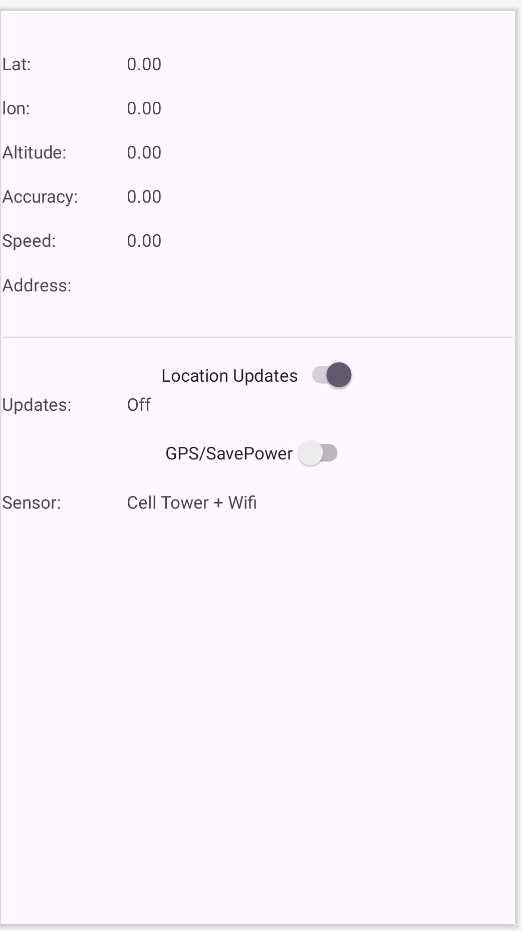 Lat: 0.00
lon: 0.00
Altitude: 0.00
Accuracy: 0.00
Speed: 0.00
Address:
Location Updates
Updates: Off
GPS/SavePower
Sensor: Cell Tower + Wifi